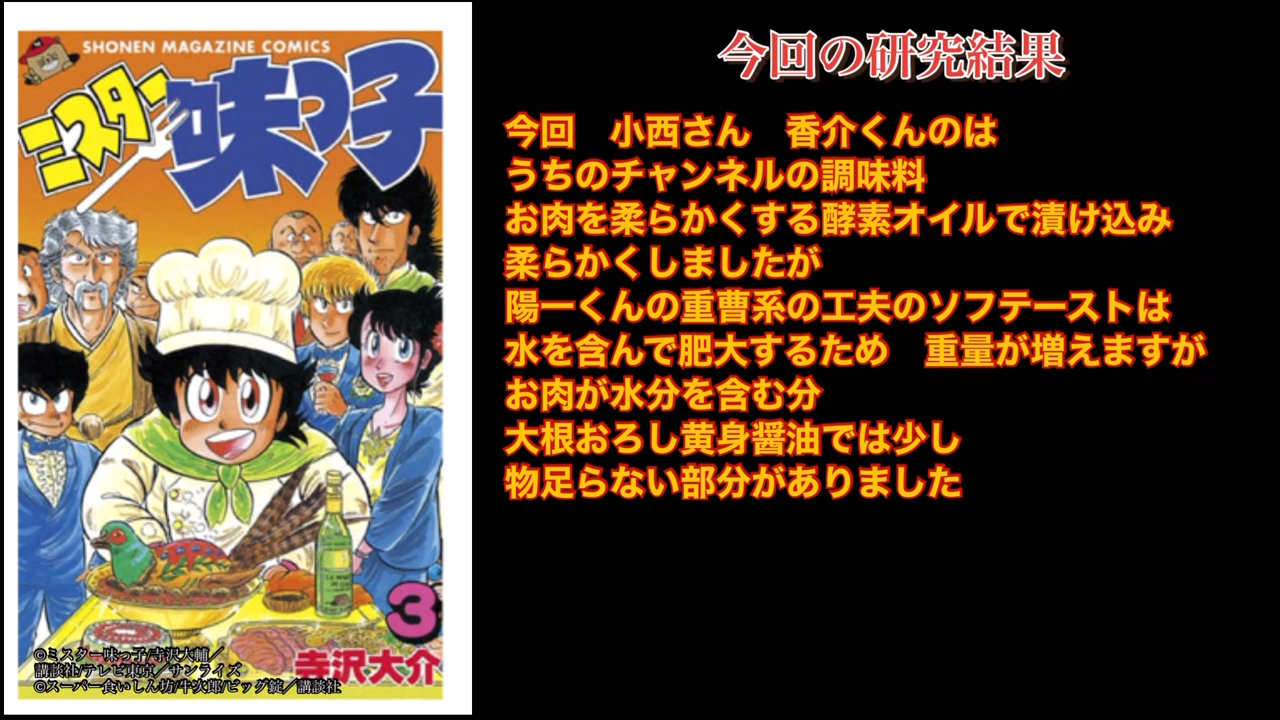 SHONEN MAGAZINE COMICS
ミスター味っ子
3
寺沢大介
©ミスター味っ子/寺沢大輔／
講談社/テレビ東京／サンライズ
©スーパー食いしん坊/牛次郎/ビッグ錠／講談社
今回の研究結果
今回　小西さん　香介くんのは
うちのチャンネルの調味料
お肉を柔らかくする酵素オイルで漬け込み
柔らかくしましたが
陽一くんの重曹系の工夫のソフテーストは
水を含んで肥大するため　重量が増えますが
お肉が水分を含む分
大根おろし黄身醤油では少し
物足らない部分がありました